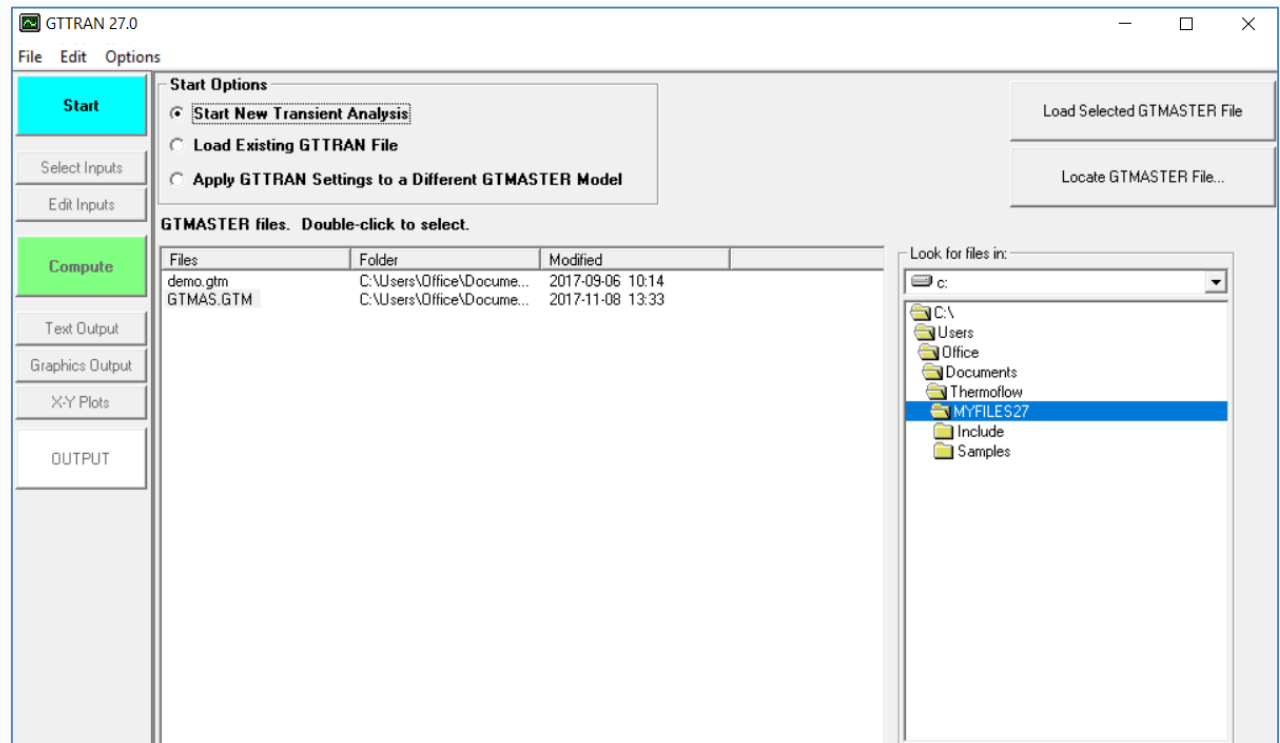 GTTRAN 27.0
File Edit Options
Start
Select Inputs
Edit Inputs
Compute
Text Output
Graphics Output
X-Y Plots
OUTPUT
Start Options
Start New Transient Analysis
Load Existing GTTRAN File
Apply GTTRAN Settings to a Different GTMASTER Model
Load Selected GTMASTER File
Locate GTMASTER File...
GTMASTER files. Double-click to select.
Files Folder Modified
demo.gtm C:\Users\Office\Docume... 2017-09-06 10:14
GTMAS.GTM C:\Users\Office\Docume... 2017-11-08 13:33
Look for files in:
c:
C:\
Users
Office
Documents
Thermoflow
MYFILES27
Include
Samples